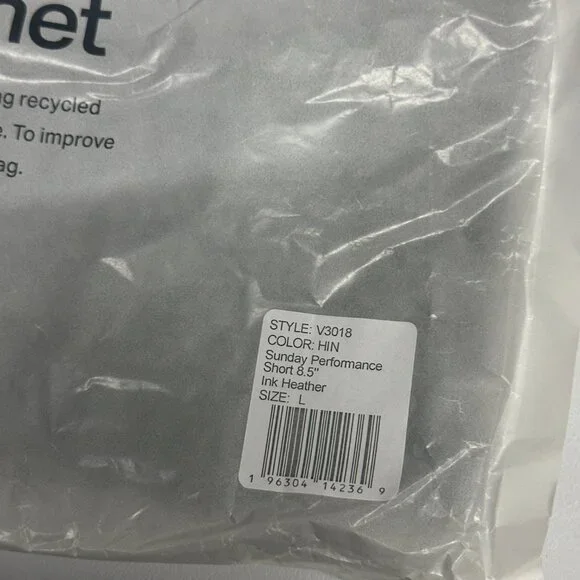 net
ng recycled
e. To improve
ag.
STYLE: V3018
COLOR: HIN
Sunday Performance
Short 8.5"
Ink Heather
SIZE: L
1 96304 14236 9